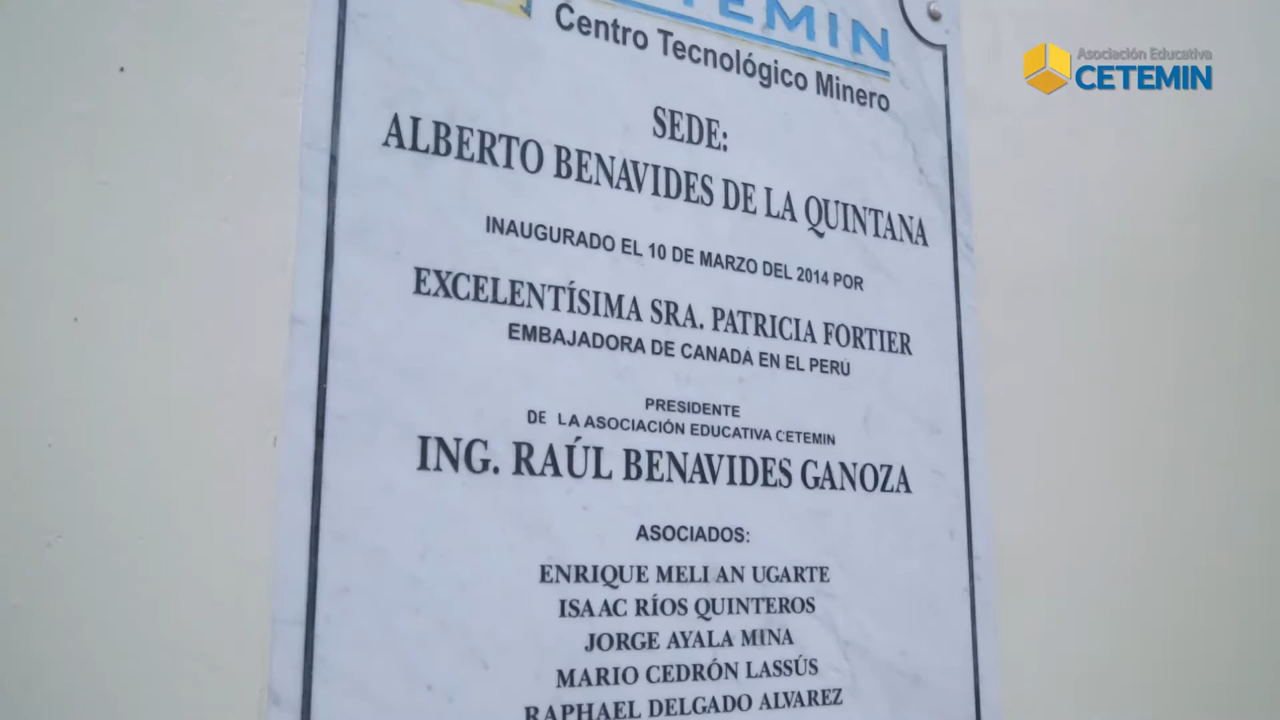 CETEMIN
Centro Tecnológico Minero
SEDE:
ALBERTO BENAVIDES DE LA QUINTANA
INAUGURADO EL 10 DE MARZO DEL 2014 POR
EXCELENTÍSIMA SRA. PATRICIA FORTIER
EMBAJADORA DE CANADÁ EN EL PERÚ
PRESIDENTE
DE LA ASOCIACIÓN EDUCATIVA CETEMIN
ING. RAÚL BENAVIDES GANOZA
ASOCIADOS:
ENRIQUE MELI AN UGARTE
ISAAC RÍOS QUINTEROS
JORGE AYALA MINA
MARIO CEDRÓN LASSÚS
RAPHAEL DELGADO ALVAREZ
Asociación Educativa
CETEMIN